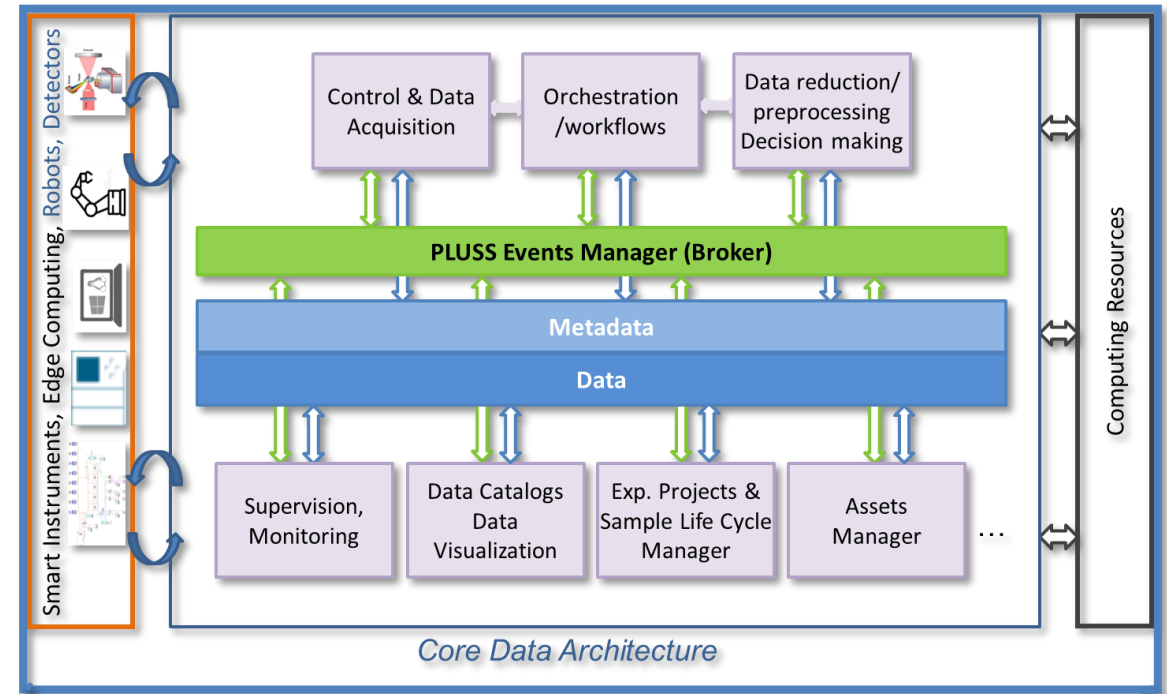 Smart Instruments, Edge Computing, Robots, Detectors
Control & Data
Acquisition
Orchestration
/workflows
Data reduction/
preprocessing
Decision making
PLUSS Events Manager (Broker)
Metadata
Data
Supervision,
Monitoring
Data Catalogs
Data
Visualization
Exp. Projects &
Sample Life Cycle
Manager
Assets
Manager
...
Computing Resources
Core Data Architecture